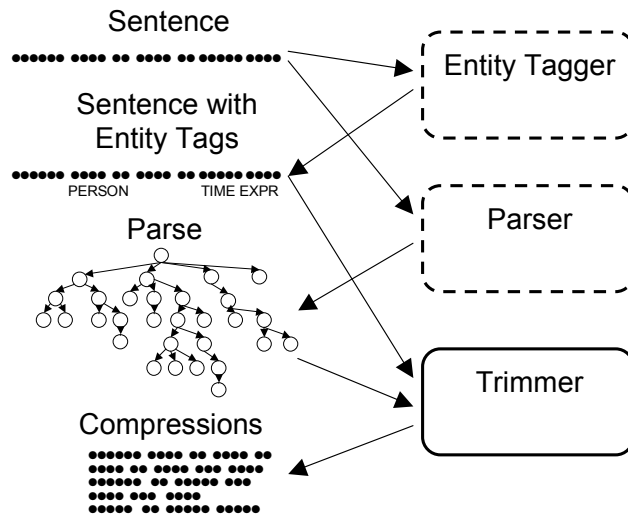 Sentence
Entity Tagger
Sentence with
Entity Tags
PERSON TIME EXPR
Parser
Parse
Trimmer
Compressions